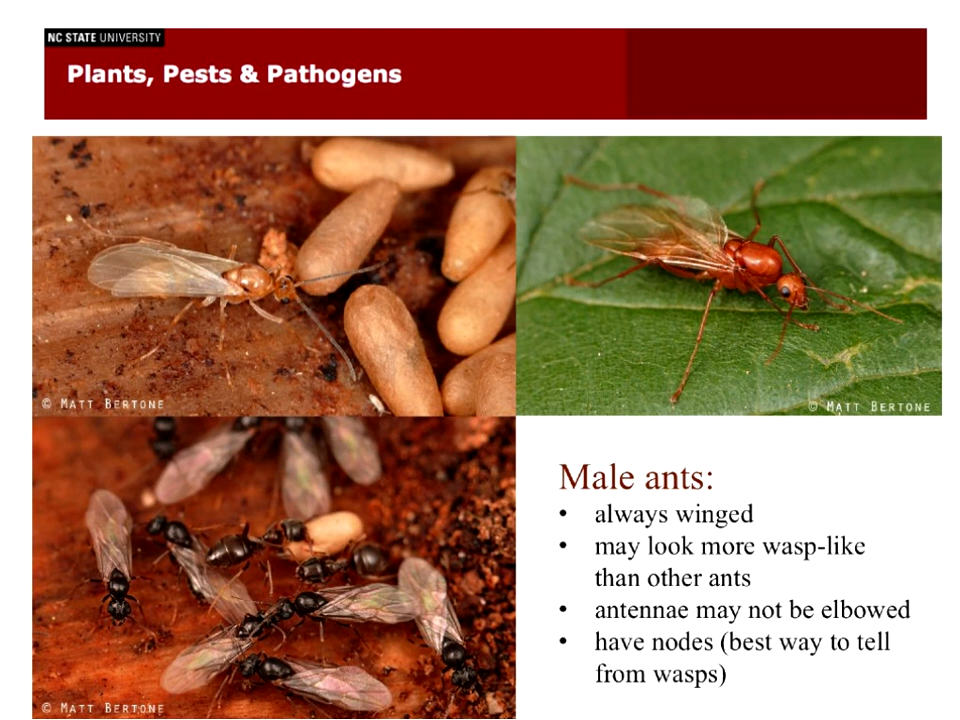 NC STATE UNIVERSITY
Plants, Pests & Pathogens
© MATT BERTONE
© MATT BERTONE
Male ants:
• always winged
• may look more wasp-like
than other ants
• antennae may not be elbowed
• have nodes (best way to tell
from wasps)
© MATT BERTONE